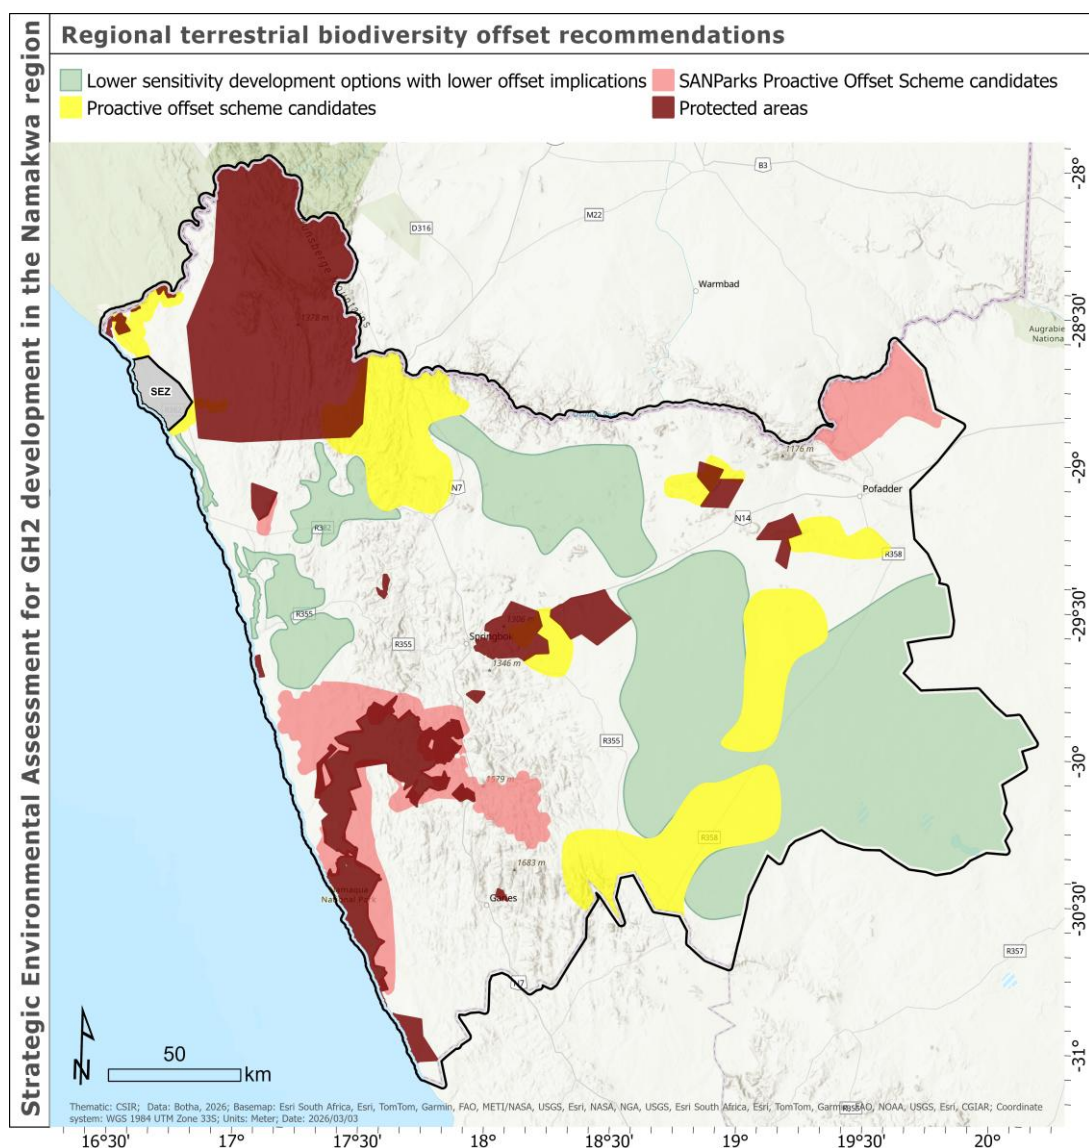 Strategic Environmental Assessment for GH2 development in the Namakwa region
Regional terrestrial biodiversity offset recommendations
Lower sensitivity development options with lower offset implications
SANParks Proactive Offset Scheme candidates
Proactive offset scheme candidates
Protected areas
B3
M22
D316
Warmbad
1378 m
Augrabie
National
SEZ
1176 m
Pofadder
N7
N14
R382
R358
R355
1306 m
Springbok
R355
1346 m
R355
1579 m
R358
1683 m
Namaqua
National Park
Garies
N7
R357
R355
-28°
-28°30
-29°
-29°30
-30°
-30°30
-31°
N
50
km
Thematic: CSIR; Data: Botha, 2026; Basemap: Esri South Africa, Esri, TomTom, Garmin, FAO, METI/NASA, USGS, Esri, NASA, NGA, USGS, Esri South Africa, Esri, TomTom, Garmin, FAO, NOAA, USGS, Esri, CGIAR; Coordinate
system: WGS 1984 UTM Zone 33S; Units: Meter; Date: 2026/03/03
16°30
17°
17°30
18°
18°30
19°
19°30
20°